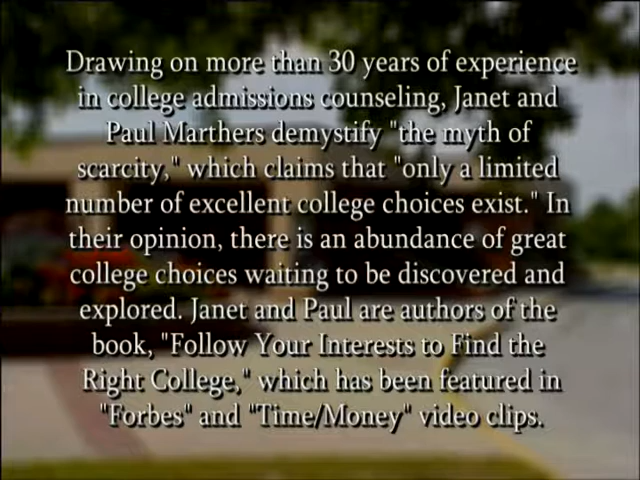 Drawing on more than 30 years of experience
in college admissions counseling, Janet and
Paul Marthers demystify "the myth of
scarcity," which claims that "only a limited
number of excellent college choices exist." In
their opinion, there is an abundance of great
college choices waiting to be discovered and
explored. Janet and Paul are authors of the
book, "Follow Your Interests to Find the
Right College," which has been featured in
"Forbes" and "Time/Money" video clips.